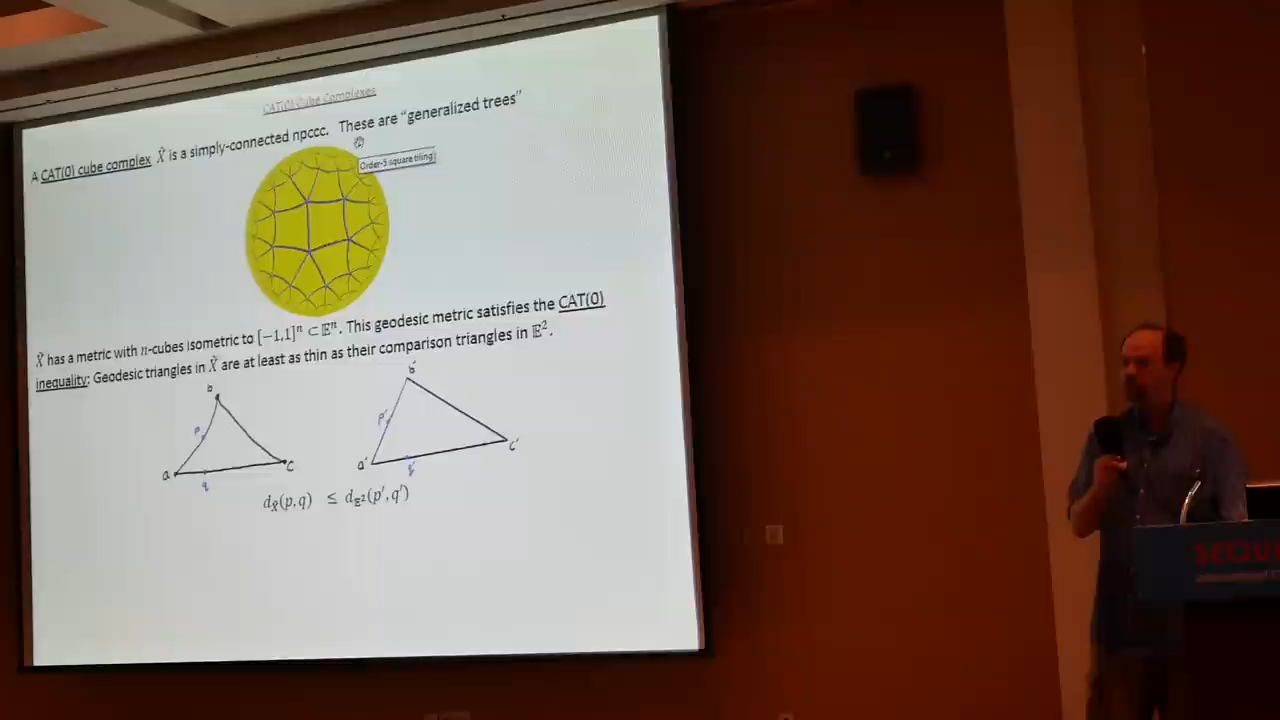 CAT(0) Cube Complexes
A CAT(0) cube complex X̃ is a simply-connected npccc. These are "generalized trees"
Order-5 square tiling
X̃ has a metric with n-cubes isometric to [−1,1]ⁿ ⊂ 𝔼ⁿ. This geodesic metric satisfies the CAT(0)
inequality: Geodesic triangles in X̃ are at least as thin as their comparison triangles in 𝔼².
b
p
a
q
c
b'
p'
a'
q'
c'
d_X̃(p,q) ≤ d_𝔼²(p′,q′)